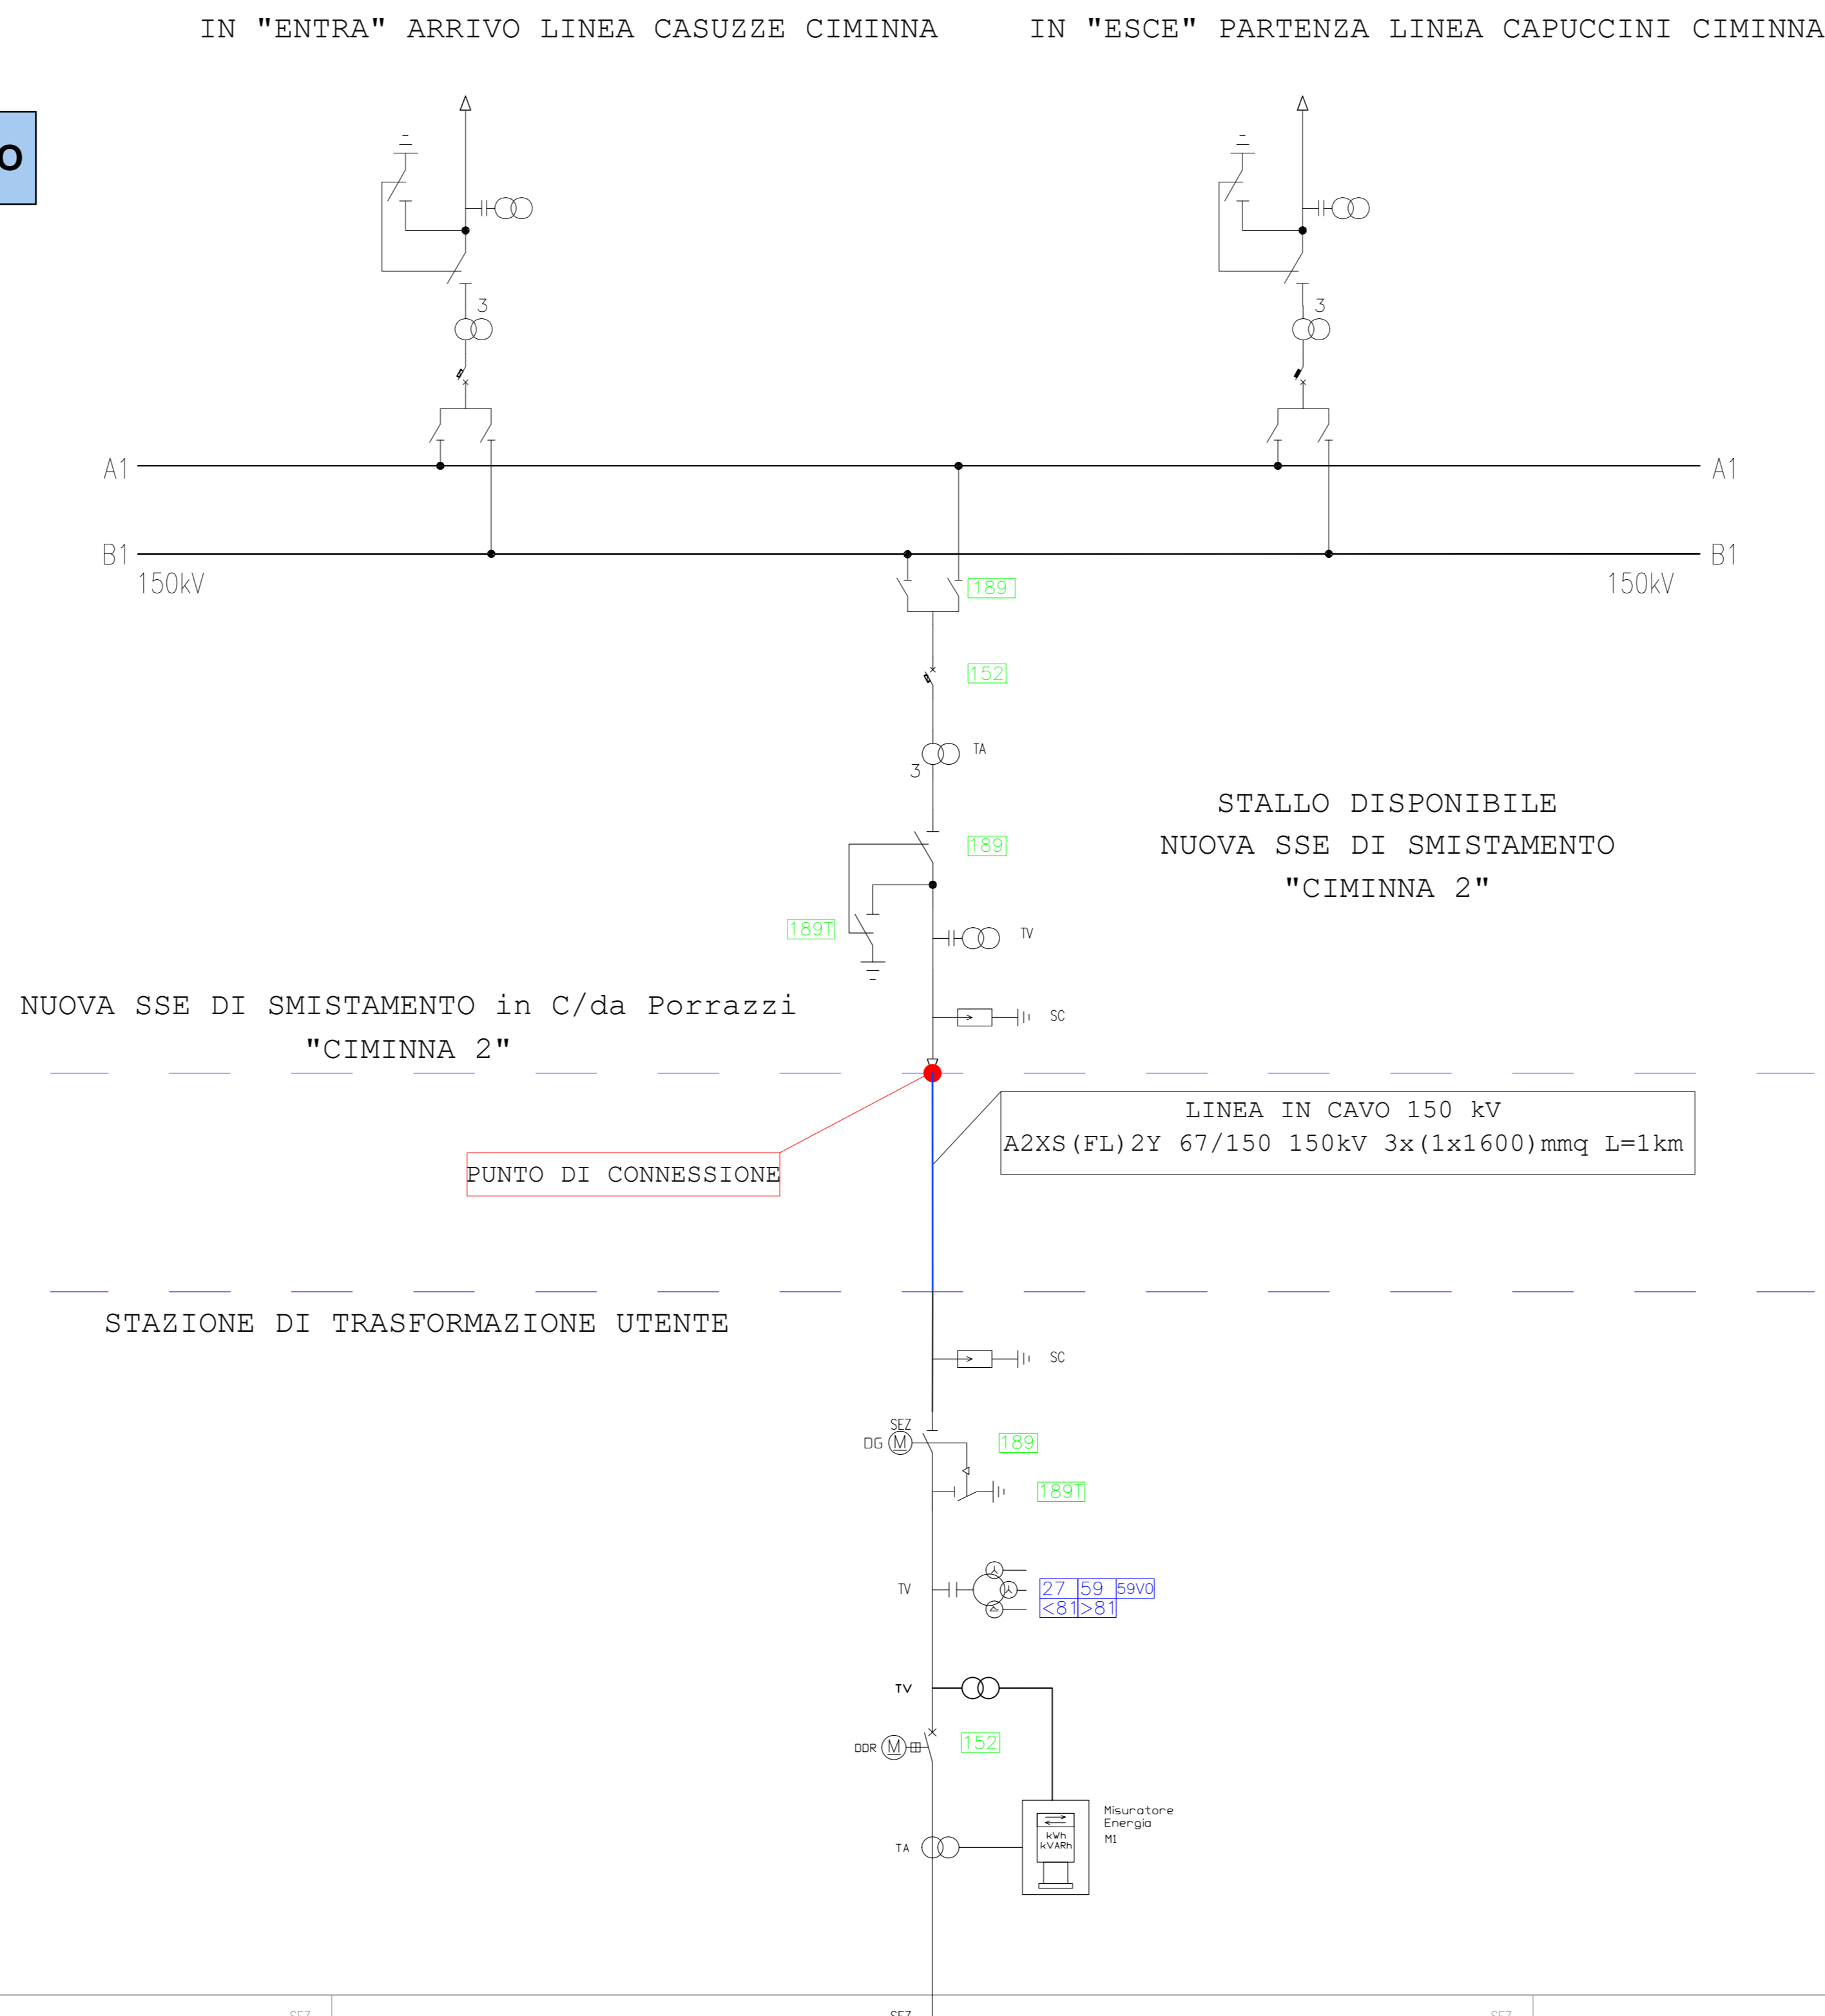 IN "ENTRA" ARRIVO LINEA CASUZZE CIMINNA
IN "ESCE" PARTENZA LINEA CAPUCCINI CIMINNA
O
3
3
A1
A1
B1
B1
150kV
150kV
189
152
TA
3
STALLO DISPONIBILE
NUOVA SSE DI SMISTAMENTO
"CIMINNA 2"
189
189T
TV
NUOVA SSE DI SMISTAMENTO in C/da Porrazzi
"CIMINNA 2"
SC
LINEA IN CAVO 150 kV
A2XS(FL)2Y 67/150 150kV 3x(1x1600)mmq L=1km
PUNTO DI CONNESSIONE
STAZIONE DI TRASFORMAZIONE UTENTE
SC
SEZ
DG M
189
189T
TV
27 59 59V0
<81 >81
TV
DDR M
152
Misuratore
Energia
M1
kWh
kVARh
TA
SEZ
SEZ
SEZ